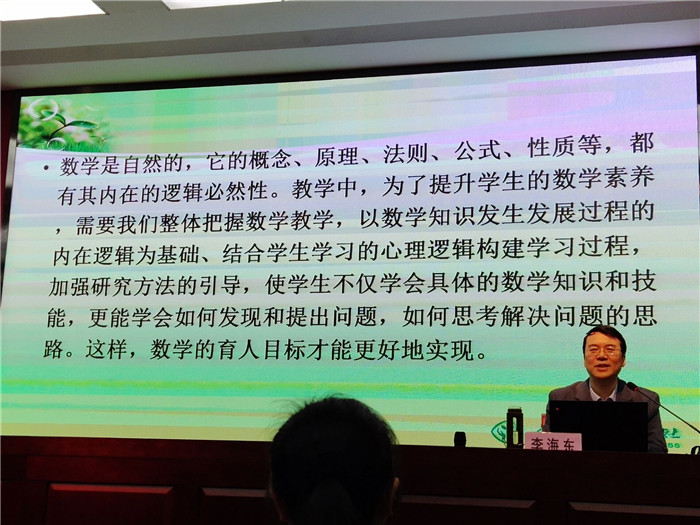 • 数学是自然的，它的概念、原理、法则、公式、性质等，都
有其内在的逻辑必然性。教学中，为了提升学生的数学素养
，需要我们整体把握数学教学，以数学知识发生发展过程的
内在逻辑为基础、结合学生学习的心理逻辑构建学习过程，
加强研究方法的引导，使学生不仅学会具体的数学知识和技
能，更能学会如何发现和提出问题，如何思考解决问题的思
路。这样，数学的育人目标才能更好地实现。
李海东